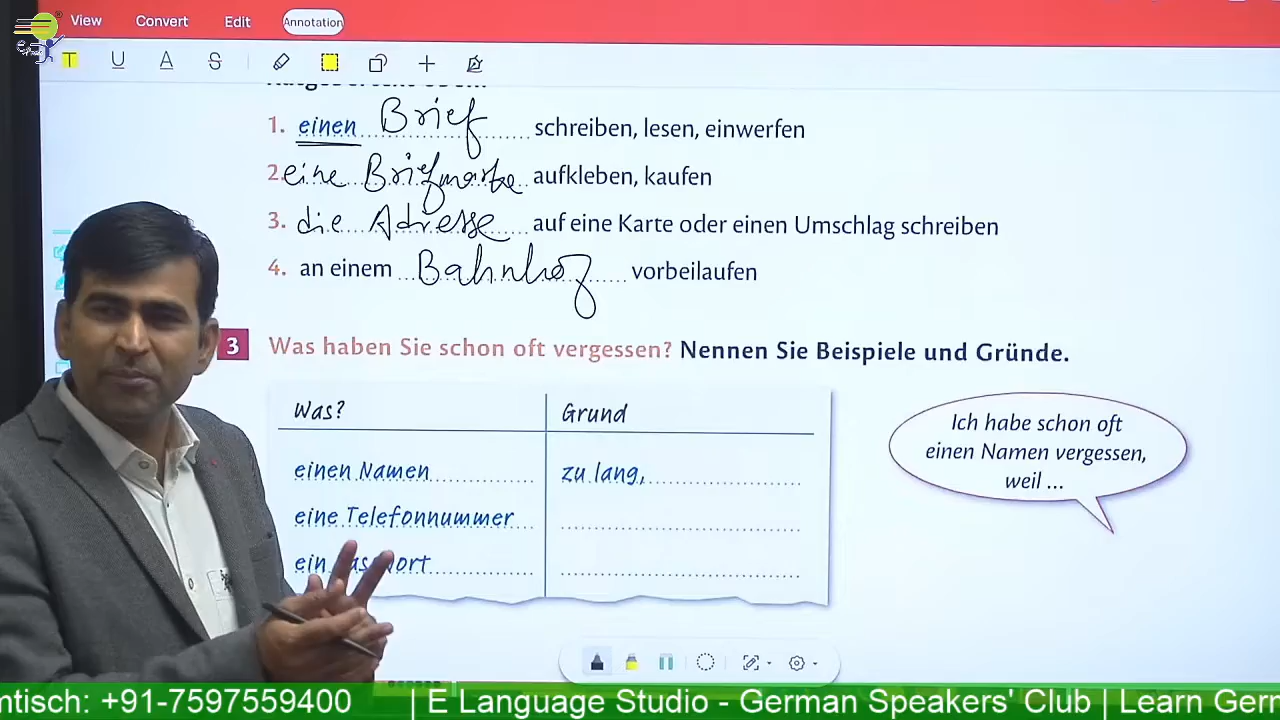 View Convert Edit Annotation
T U A S
1. einen Brief schreiben, lesen, einwerfen
2. eine Briefmarke aufkleben, kaufen
3. die Adresse auf eine Karte oder einen Umschlag schreiben
4. an einem Bahnhof vorbeilaufen
3 Was haben Sie schon oft vergessen? Nennen Sie Beispiele und Gründe.
Was? Grund
einen Namen zu lang,
eine Telefonnummer
ein
Ich habe schon oft
einen Namen vergessen,
weil ...
mtisch: +91-7597559400 | E Language Studio - German Speakers' Club | Learn Gerr